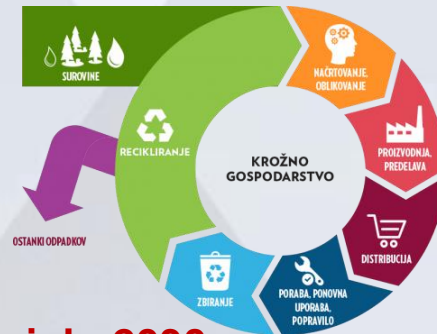 SUROVINE
NAČRTOVANJE,
OBLIKOVANJE
PROIZVODNJA,
PREDELAVA
DISTRIBUCIJA
PORABA, PONOVNA
UPORABA,
POPRAVILO
ZBIRANJE
RECIKLIRANJE
OSTANKI ODPADKOV
KROŽNO
GOSPODARSTVO